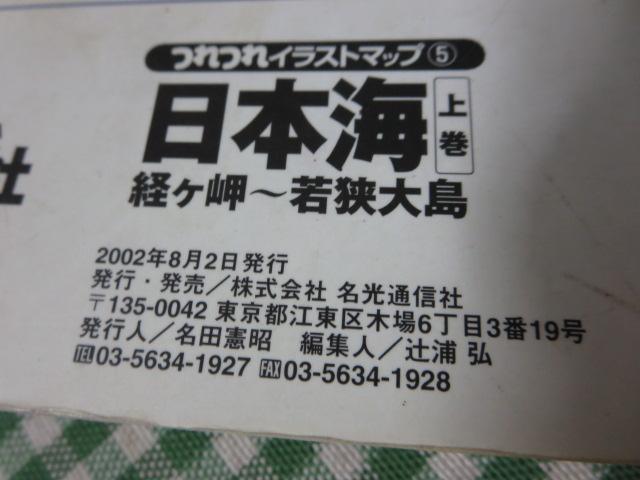 つれつれイラストマップ⑤
日本海 上巻
経ヶ岬〜若狭大島
社
2002年8月2日発行
発行・発売／株式会社 名光通信社
〒135-0042 東京都江東区木場6丁目3番19号
発行人／名田憲昭 編集人／辻浦 弘
TEL03-5634-1927 FAX03-5634-1928